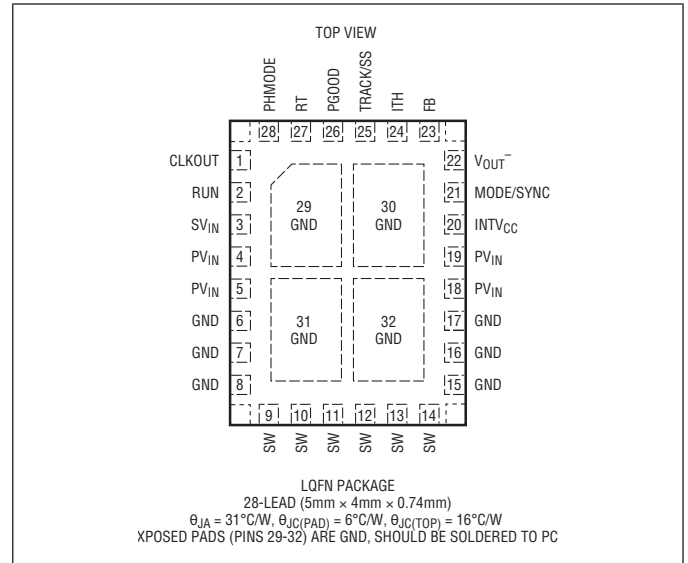 TOP VIEW
PHMODE
RT
PGOOD
TRACK/SS
ITH
FB
28 27 26 25 24 23
CLKOUT 1
22 VOUT–
RUN 2
21 MODE/SYNC
SVIN 3
20 INTVCC
PVIN 4
19 PVIN
PVIN 5
18 PVIN
GND 6
17 GND
GND 7
16 GND
GND 8
15 GND
29
GND
30
GND
31
GND
32
GND
9 10 11 12 13 14
SW
SW
SW
SW
SW
SW
LQFN PACKAGE
28-LEAD (5mm × 4mm × 0.74mm)
θJA = 31°C/W, θJC(PAD) = 6°C/W, θJC(TOP) = 16°C/W
XPOSED PADS (PINS 29-32) ARE GND, SHOULD BE SOLDERED TO PC